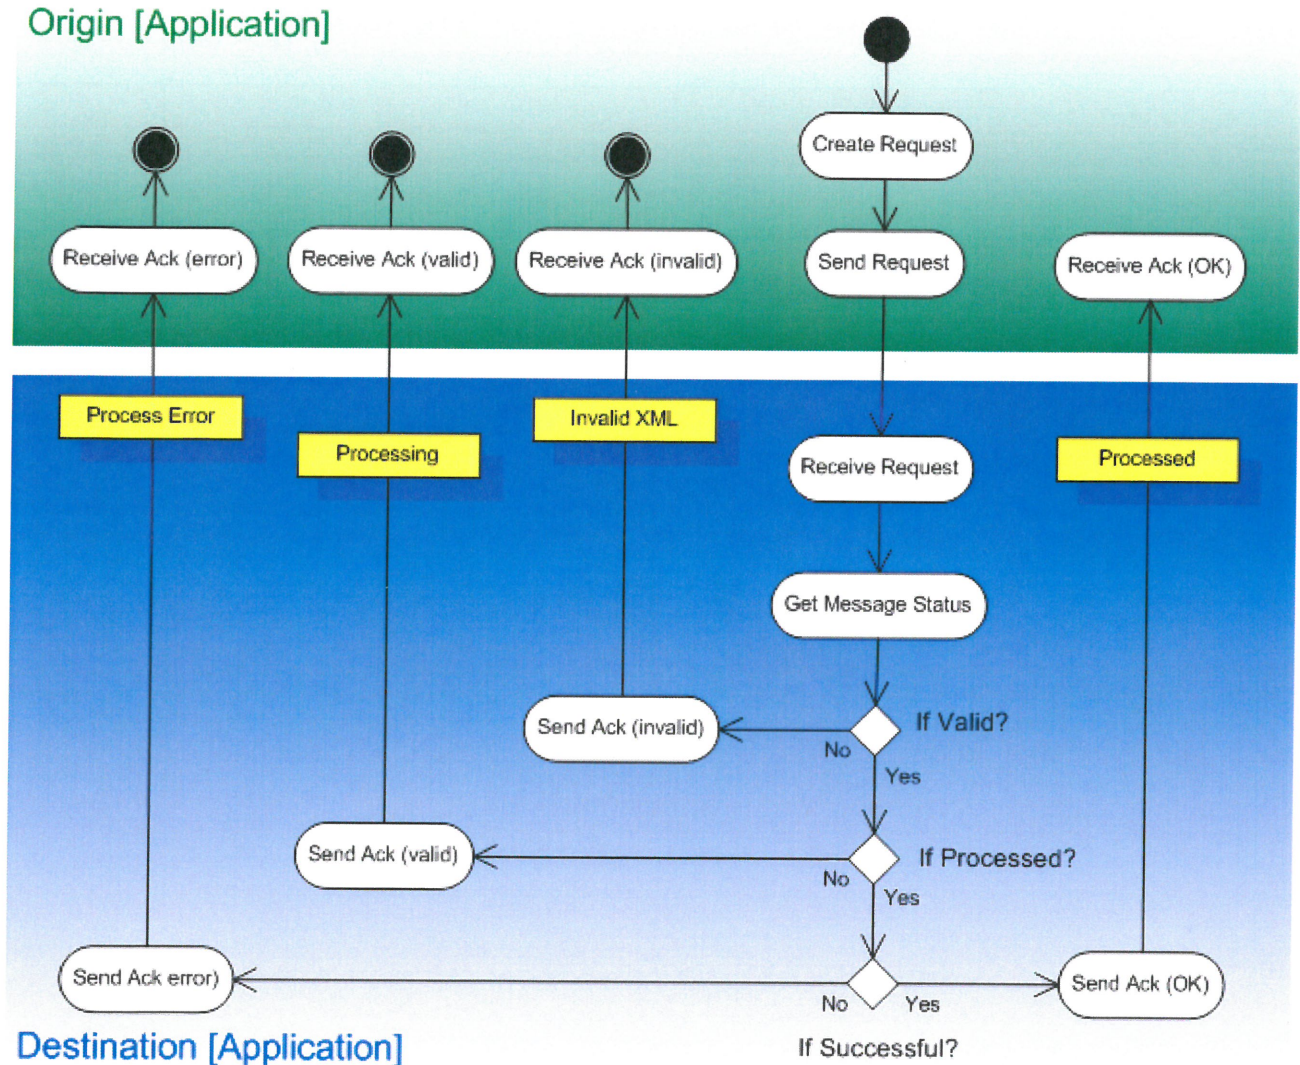 Origin [Application]
Create Request
Receive Ack (error)
Receive Ack (valid)
Receive Ack (invalid)
Send Request
Receive Ack (OK)
Process Error
Processing
Invalid XML
Receive Request
Processed
Get Message Status
Send Ack (invalid)
No
If Valid?
Yes
Send Ack (valid)
No
If Processed?
Yes
Send Ack error)
No
Yes
Send Ack (OK)
If Successful?
Destination [Application]